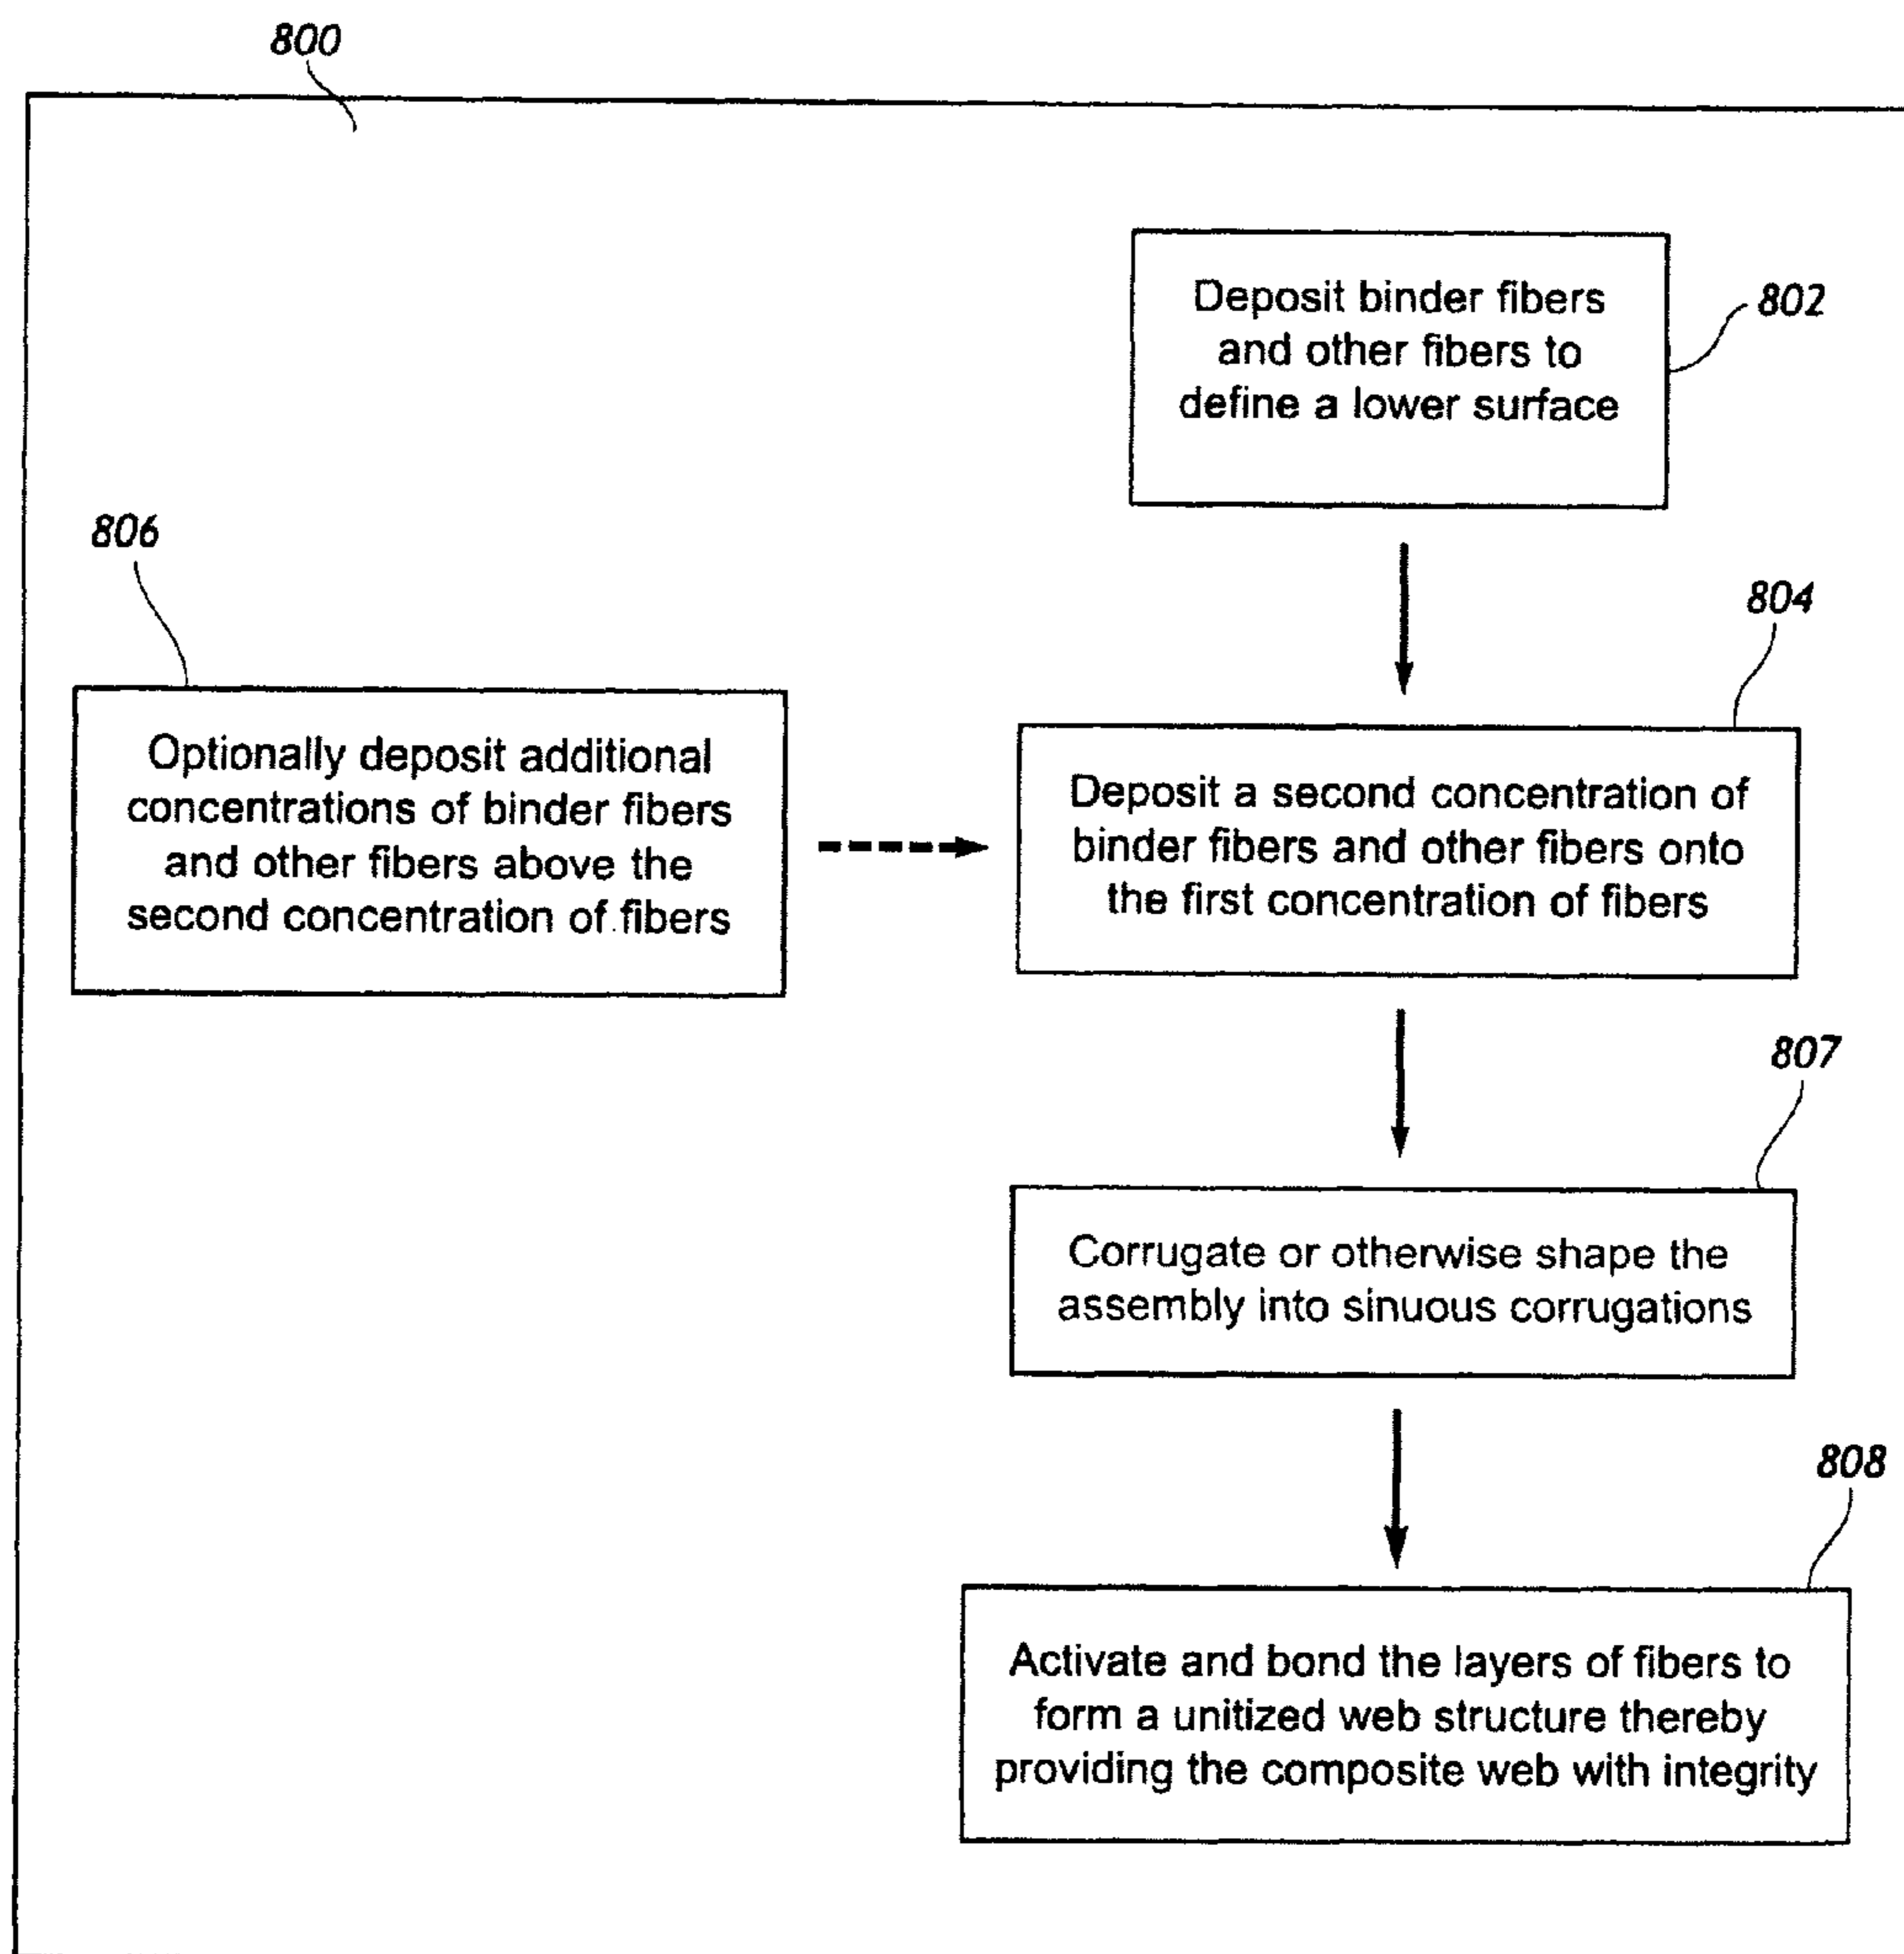 800
Deposit binder fibers
and other fibers to
define a lower surface
802
806
804
Optionally deposit additional
concentrations of binder fibers
and other fibers above the
second concentration of fibers
Deposit a second concentration of
binder fibers and other fibers onto
the first concentration of fibers
807
Corrugate or otherwise shape the
assembly into sinuous corrugations
808
Activate and bond the layers of fibers to
form a unitized web structure thereby
providing the composite web with integrity